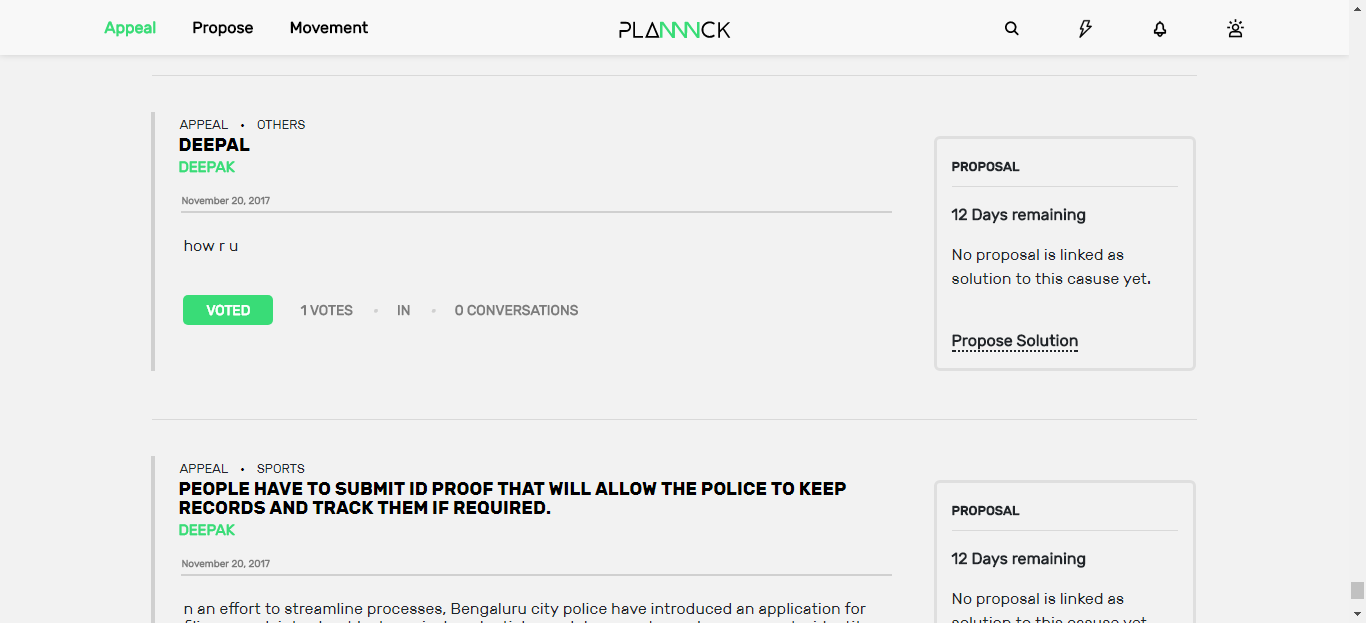 Appeal Propose Movement PLANNNCK
APPEAL • OTHERS
DEEPAL
DEEPAK
November 20, 2017
how r u
VOTED 1 VOTES • IN • 0 CONVERSATIONS
PROPOSAL
12 Days remaining
No proposal is linked as
solution to this casuse yet.
Propose Solution
APPEAL • SPORTS
PEOPLE HAVE TO SUBMIT ID PROOF THAT WILL ALLOW THE POLICE TO KEEP
RECORDS AND TRACK THEM IF REQUIRED.
DEEPAK
November 20, 2017
n an effort to streamline processes, Bengaluru city police have introduced an application for
PROPOSAL
12 Days remaining
No proposal is linked as
solution to this casuse yet.